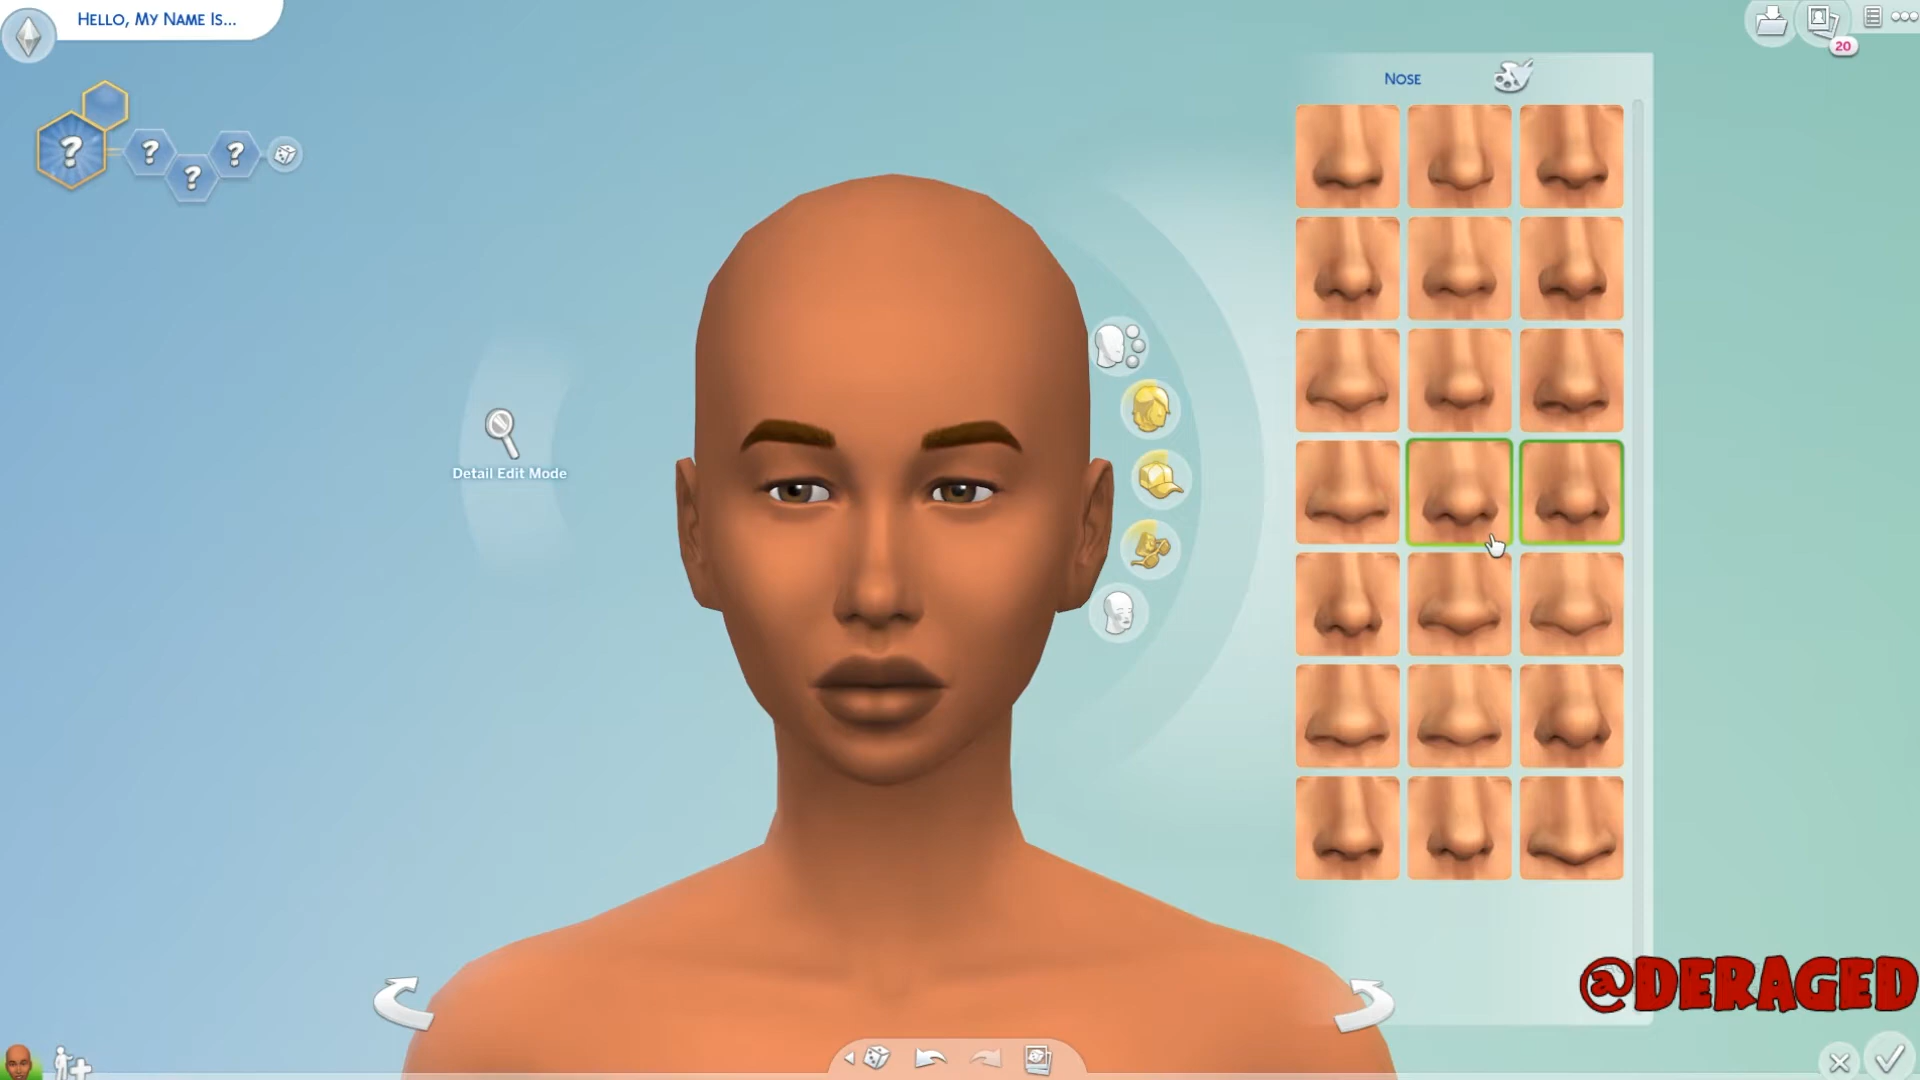 Hello, My Name Is...
20
Nose
?
?
?
?
Detail Edit Mode
@DERAGED